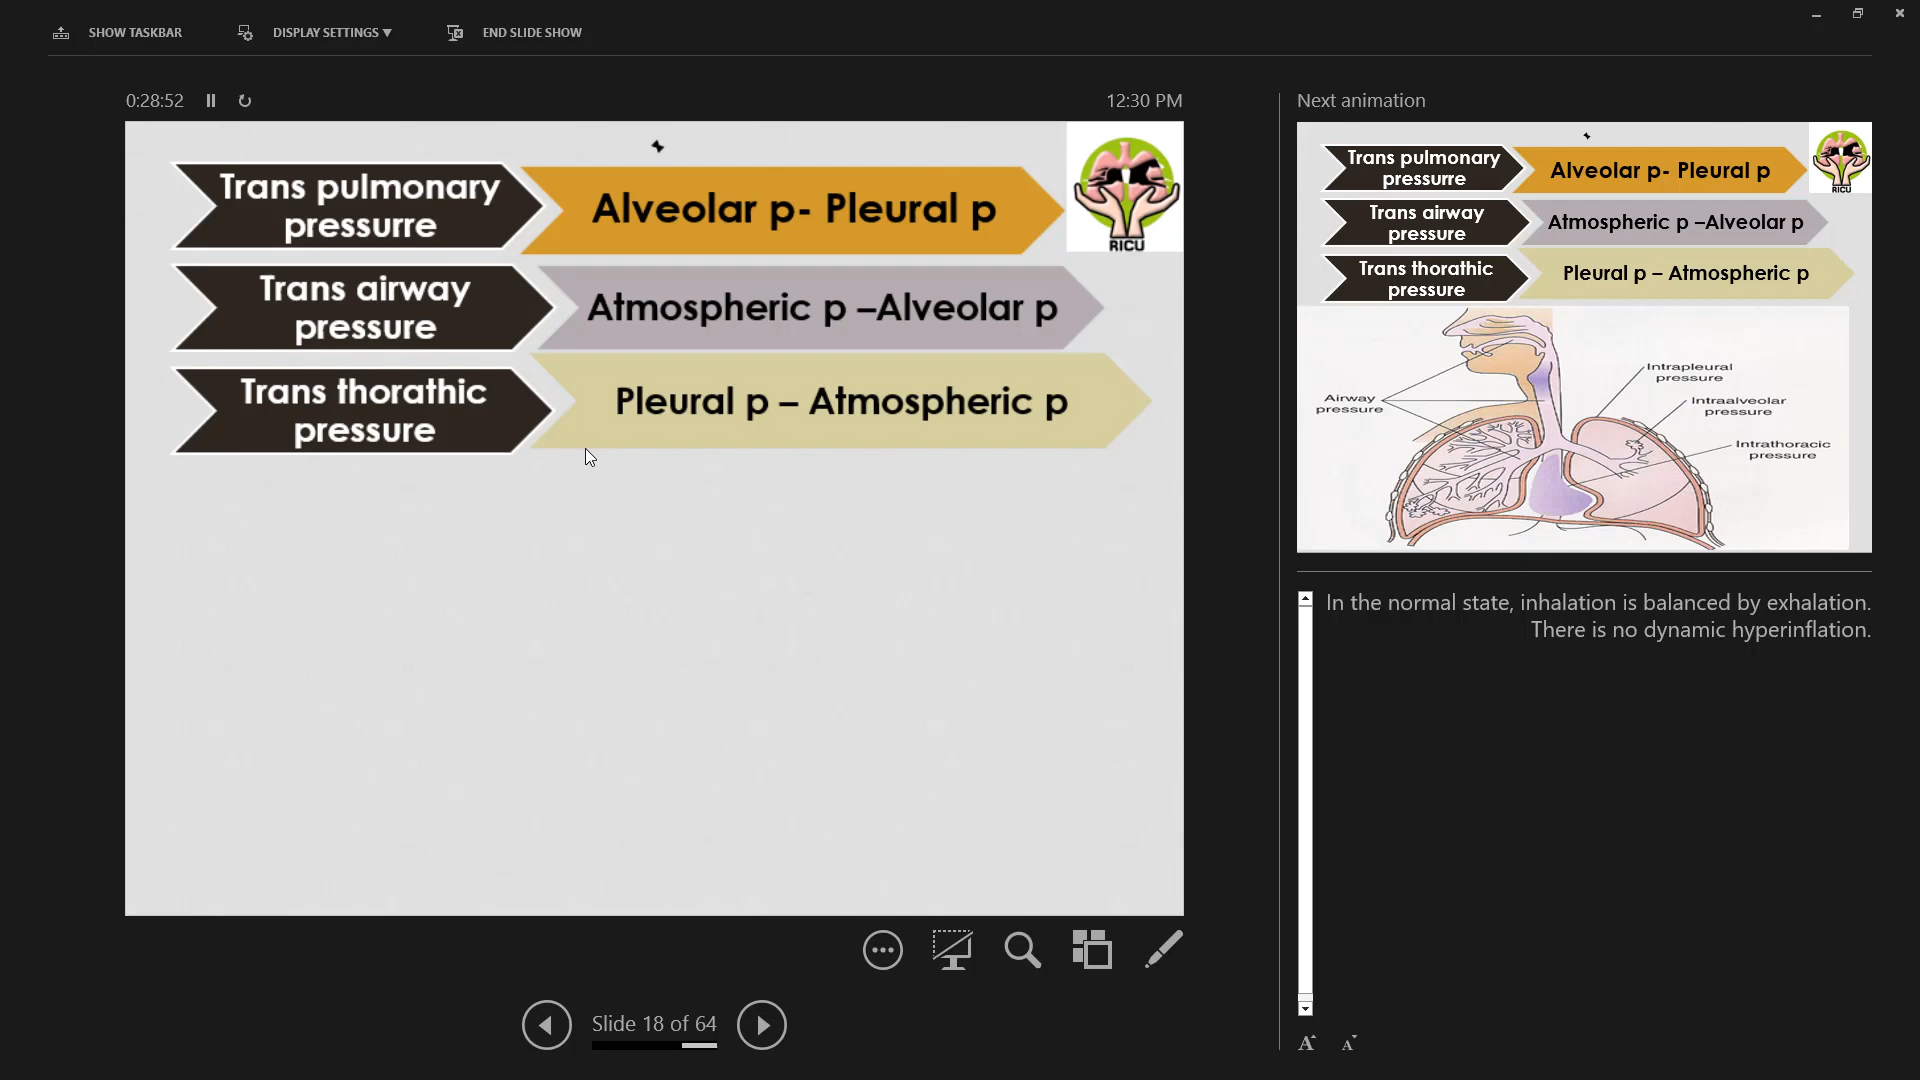 SHOW TASKBAR
DISPLAY SETTINGS ▼
END SLIDE SHOW
0:28:52
12:30 PM
Trans pulmonary
pressurre
Alveolar p- Pleural p
RICU
Trans airway
pressure
Atmospheric p –Alveolar p
Trans thorathic
pressure
Pleural p – Atmospheric p
Slide 18 of 64
Next animation
Trans pulmonary
pressurre
Alveolar p- Pleural p
RICU
Trans airway
pressure
Atmospheric p –Alveolar p
Trans thorathic
pressure
Pleural p – Atmospheric p
Airway
pressure
Intrapleural
pressure
Intraalveolar
pressure
Intrathoracic
pressure
In the normal state, inhalation is balanced by exhalation.
There is no dynamic hyperinflation.
A
A